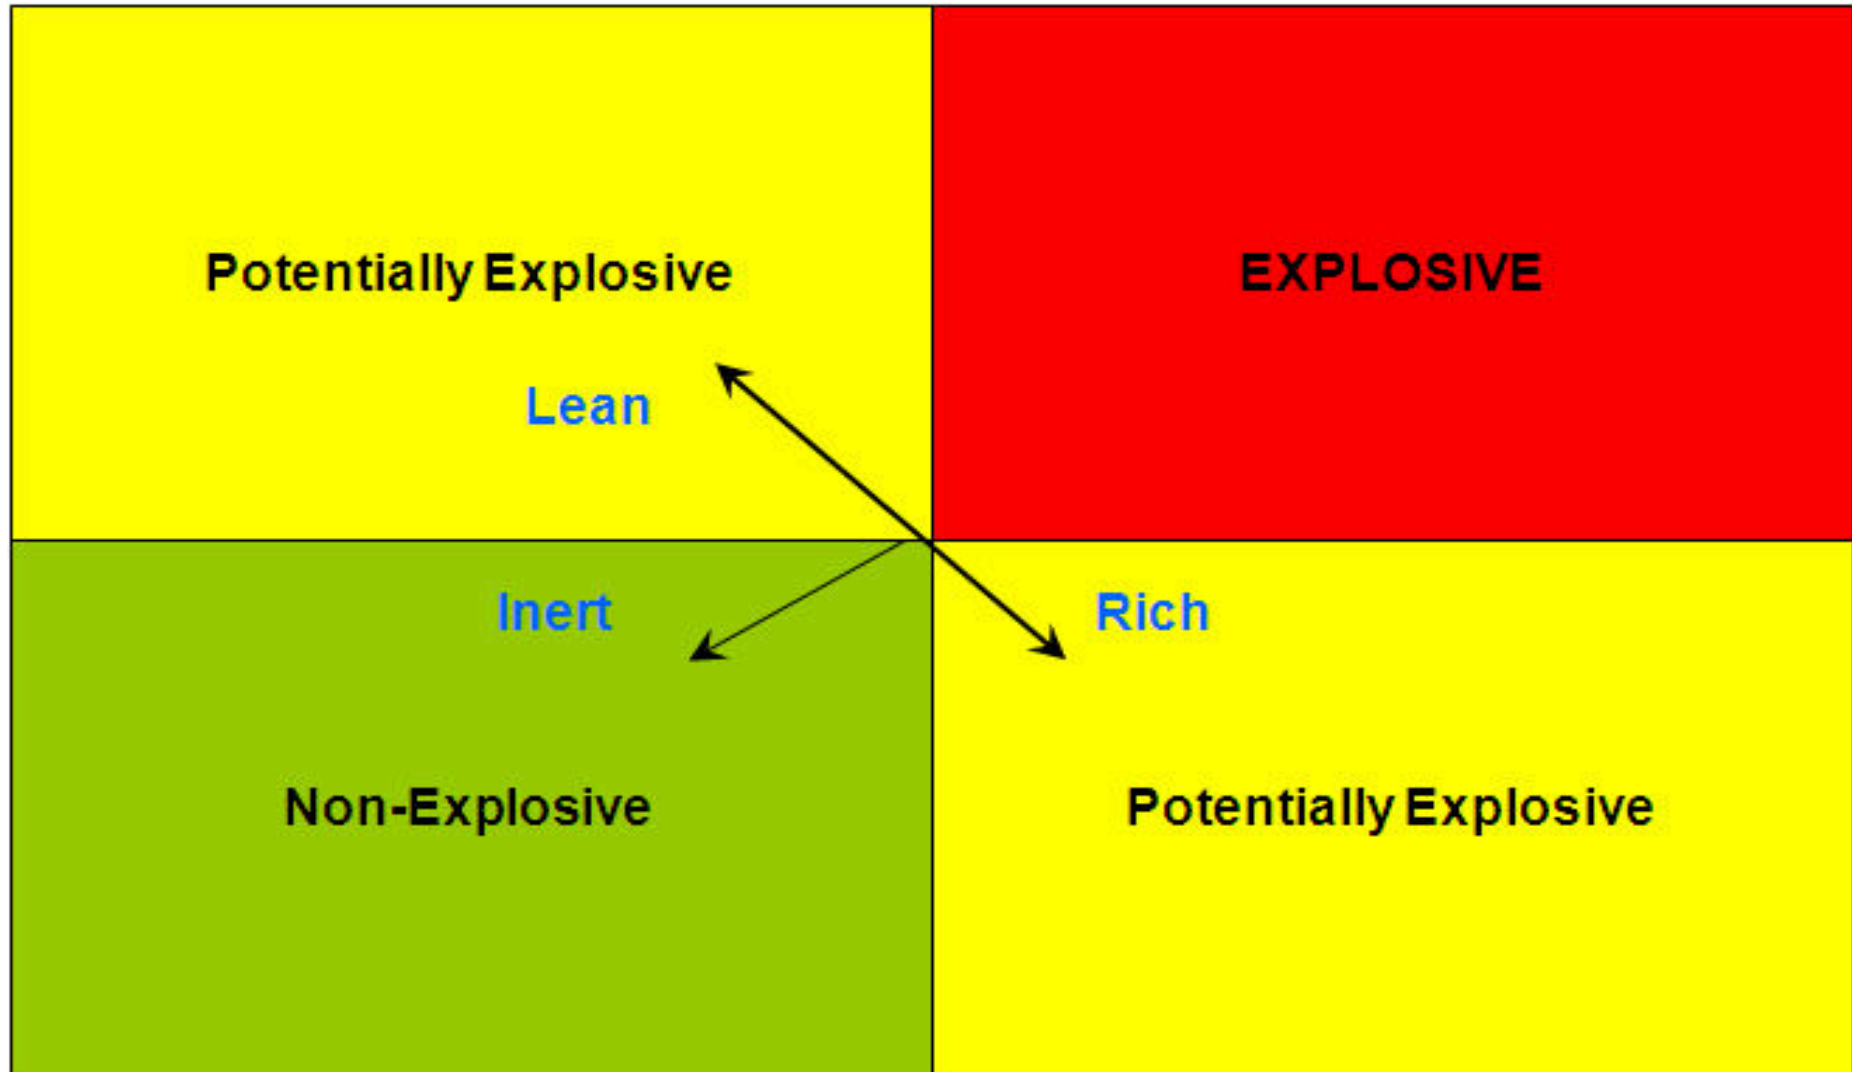 Potentially Explosive
EXPLOSIVE
Lean
Inert
Rich
Non-Explosive
Potentially Explosive